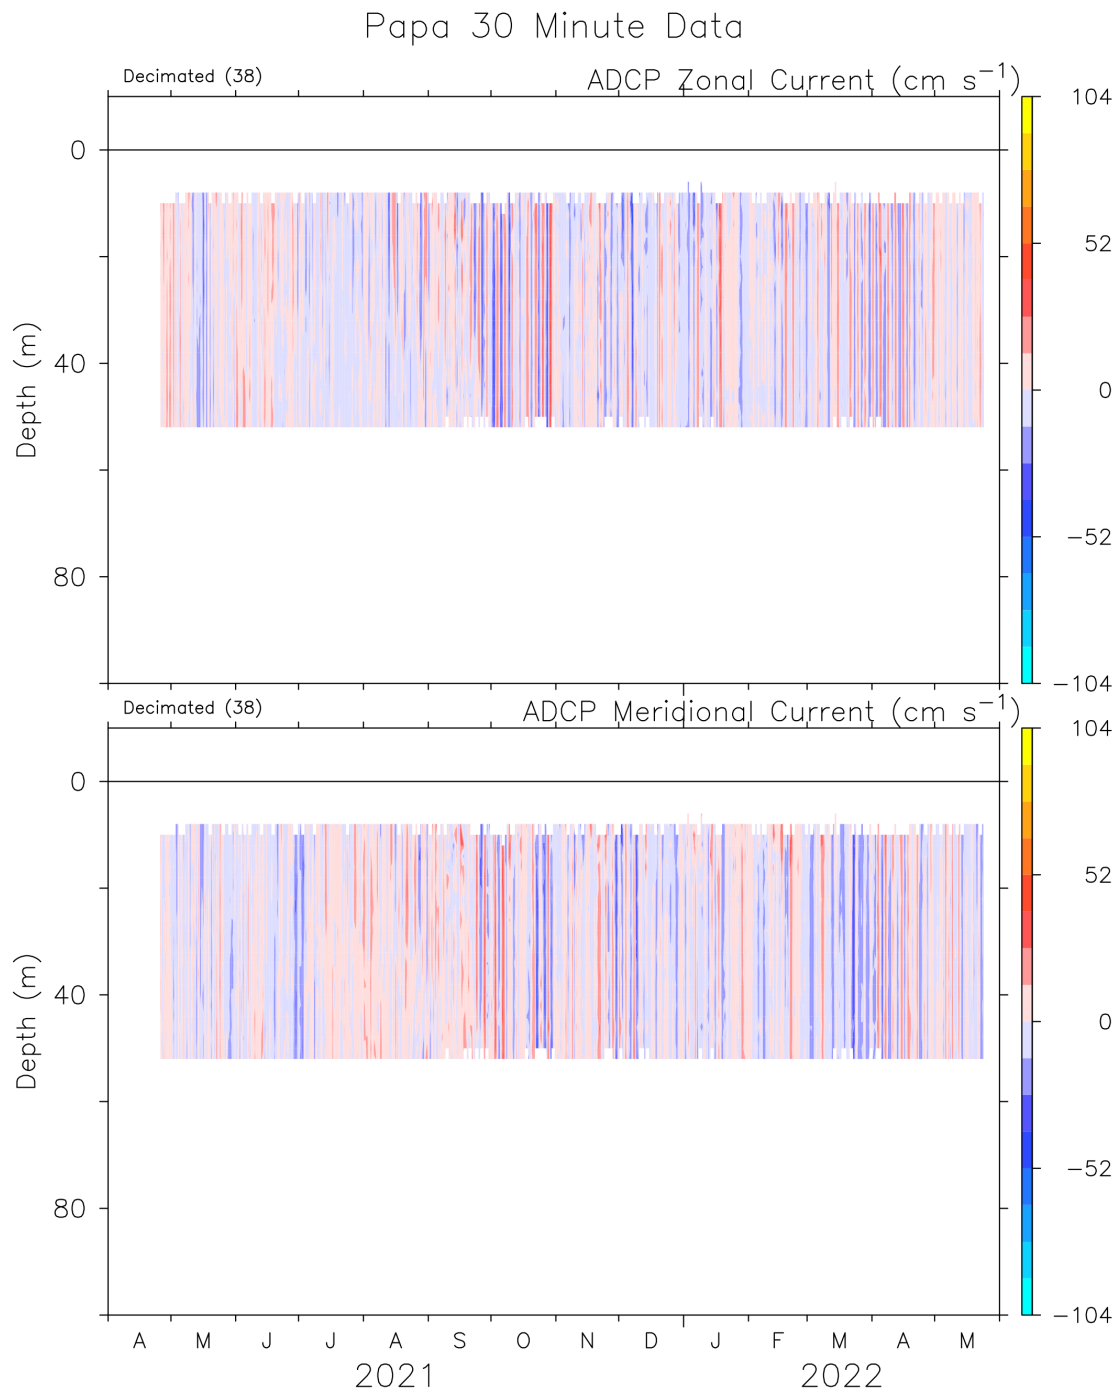 Papa 30 Minute Data
Decimated (38) ADCP Zonal Current (cm s⁻¹)
0
40
80
Depth (m)
104
52
0
−52
−104
Decimated (38) ADCP Meridional Current (cm s⁻¹)
0
40
80
Depth (m)
104
52
0
−52
−104
A M J J A S O N D J F M A M
2021 2022